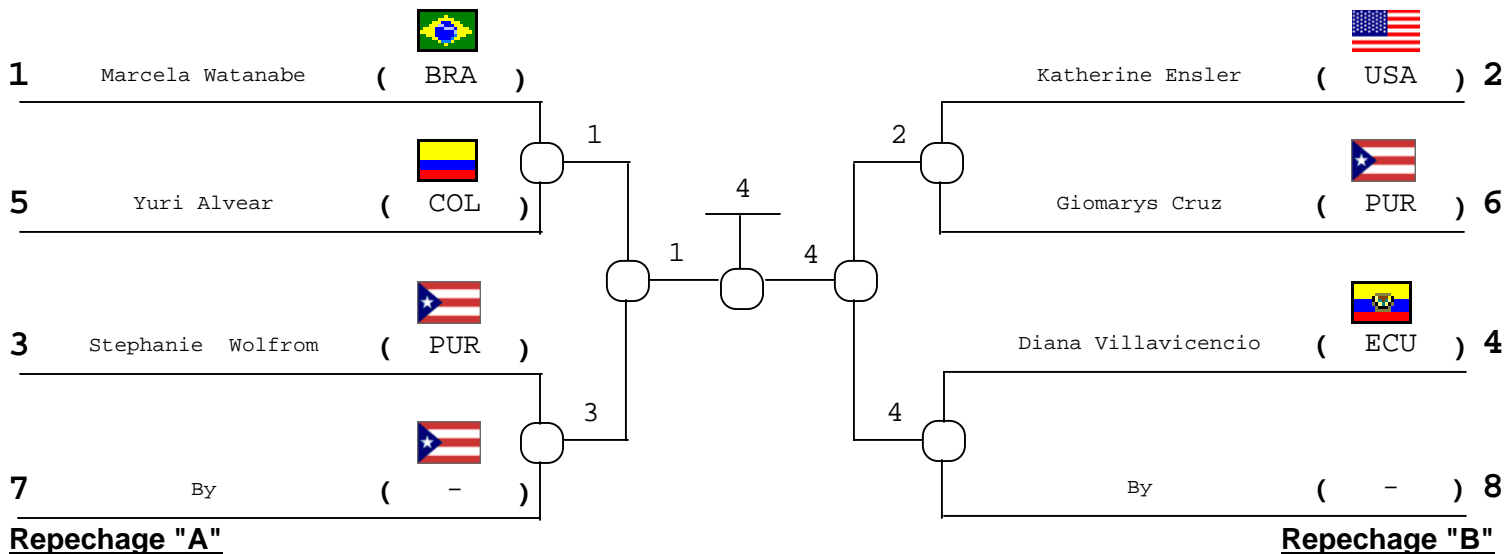 1 Marcela Watanabe ( BRA )
Katherine Ensler ( USA ) 2
1
2
5 Yuri Alvear ( COL )
4
Giomarys Cruz ( PUR ) 6
1
4
3 Stephanie Wolfrom ( PUR )
Diana Villavicencio ( ECU ) 4
3
4
7 By ( - )
By ( - ) 8
Repechage "A"
Repechage "B"